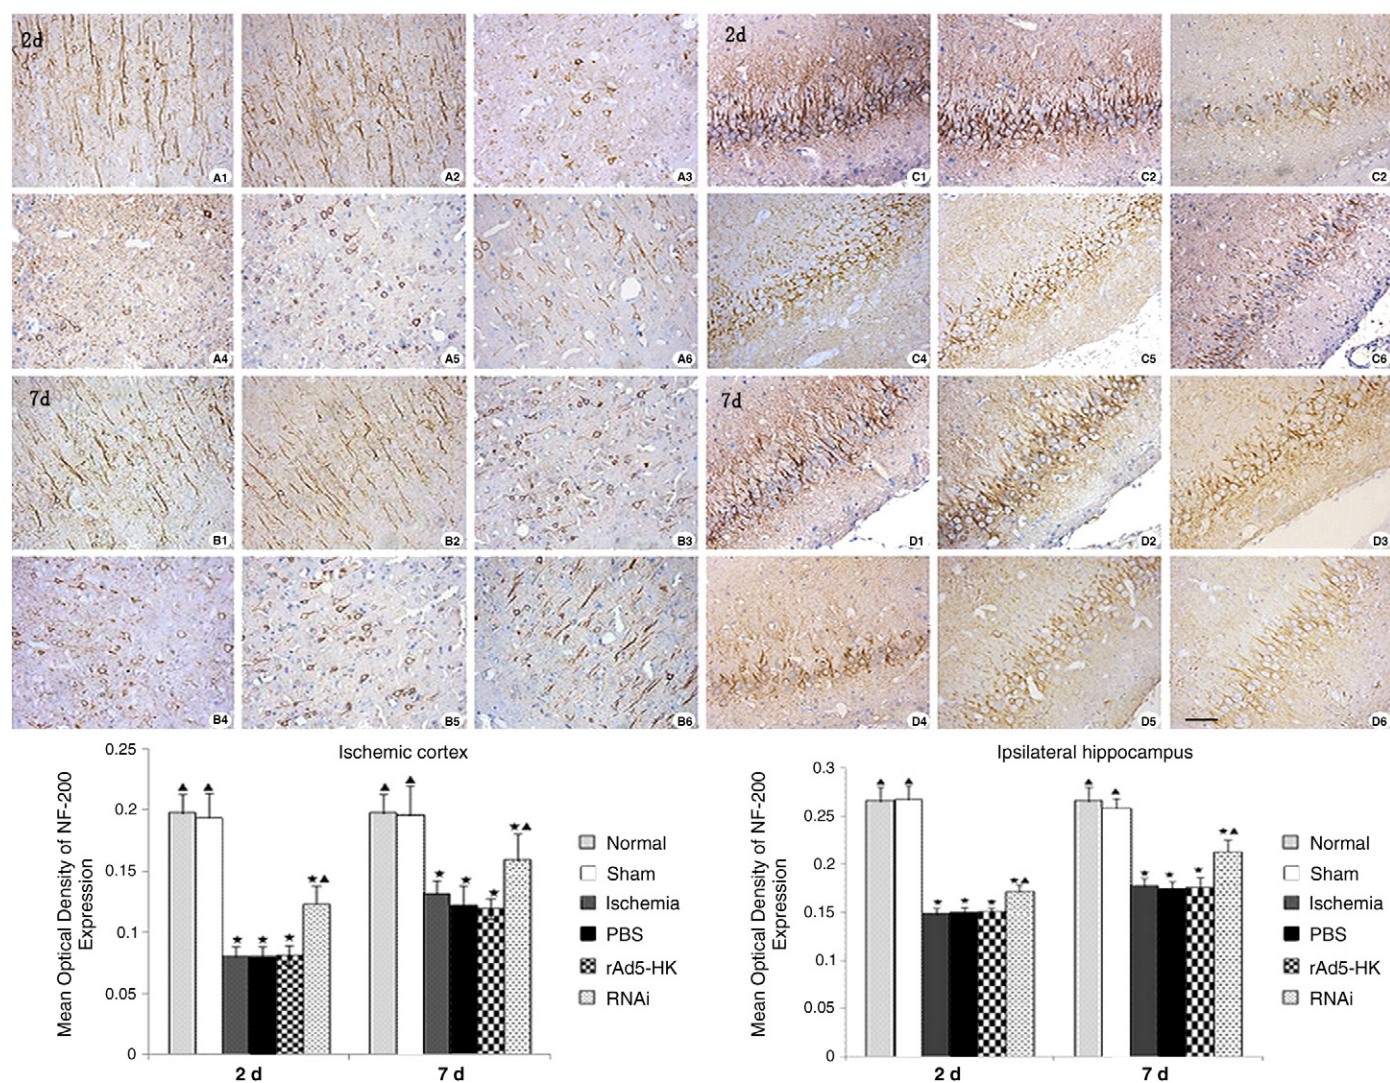 2d
2d
A1
A2
A3
C1
C2
C2
A4
A5
A6
C4
C5
C6
7d
7d
B1
B2
B3
D1
D2
D3
B4
B5
B6
D4
D5
D6
Ischemic cortex
Mean Optical Density of NF-200
Expression
0.25
0.2
0.15
0.1
0.05
0
2 d
7 d
Normal
Sham
Ischemia
PBS
rAd5-HK
RNAi
Ipsilateral hippocampus
Mean Optical Density of NF-200
Expression
0.3
0.25
0.2
0.15
0.1
0.05
0
2 d
7 d
Normal
Sham
Ischemia
PBS
rAd5-HK
RNAi